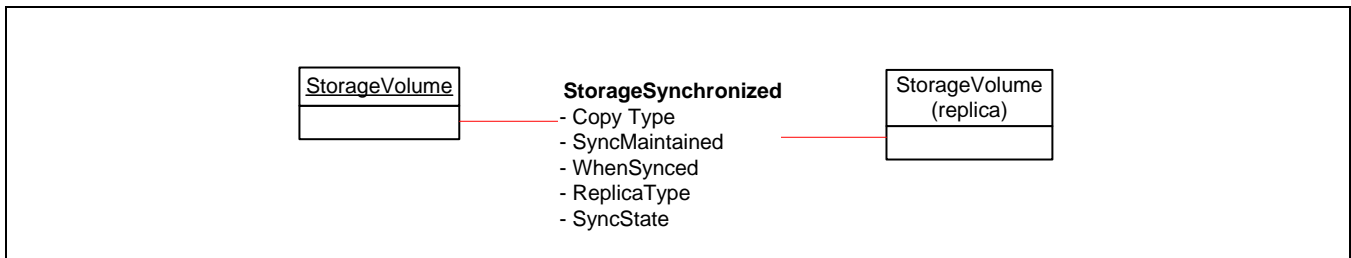 StorageVolume
StorageSynchronized
- Copy Type
- SyncMaintained
- WhenSynced
- ReplicaType
- SyncState
StorageVolume
(replica)